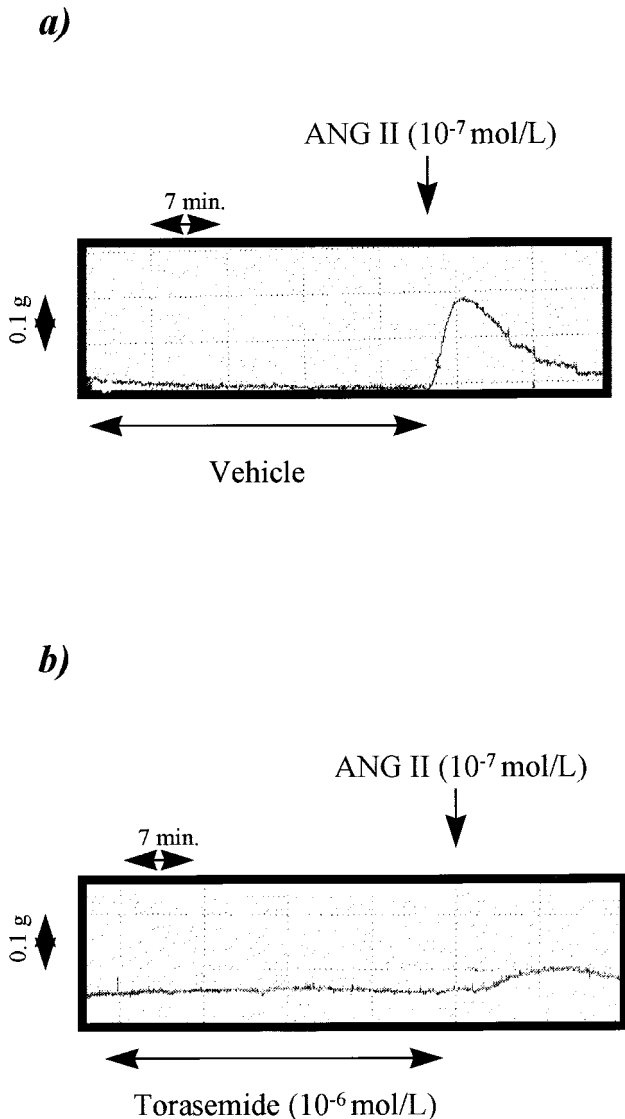 a)
ANG II (10⁻⁷ mol/L)
7 min.
0.1 g
Vehicle
b)
ANG II (10⁻⁷ mol/L)
7 min.
0.1 g
Torasemide (10⁻⁶ mol/L)